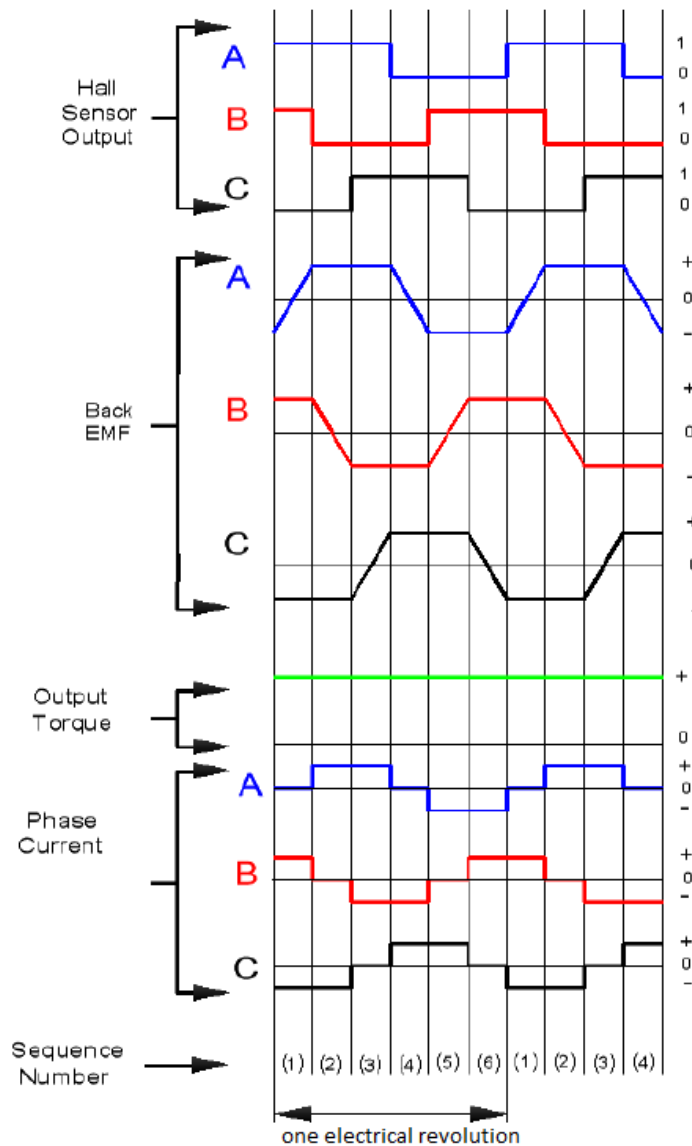 A
1
0
Hall
Sensor
Output
B
1
0
C
1
0
A
+
0
-
Back
EMF
B
+
0
-
C
+
Output
Torque
+
0
A
+
0
-
Phase
Current
B
+
0
-
C
+
0
-
Sequence
Number
(1) (2) (3) (4) (5) (6) (1) (2) (3) (4)
one electrical revolution